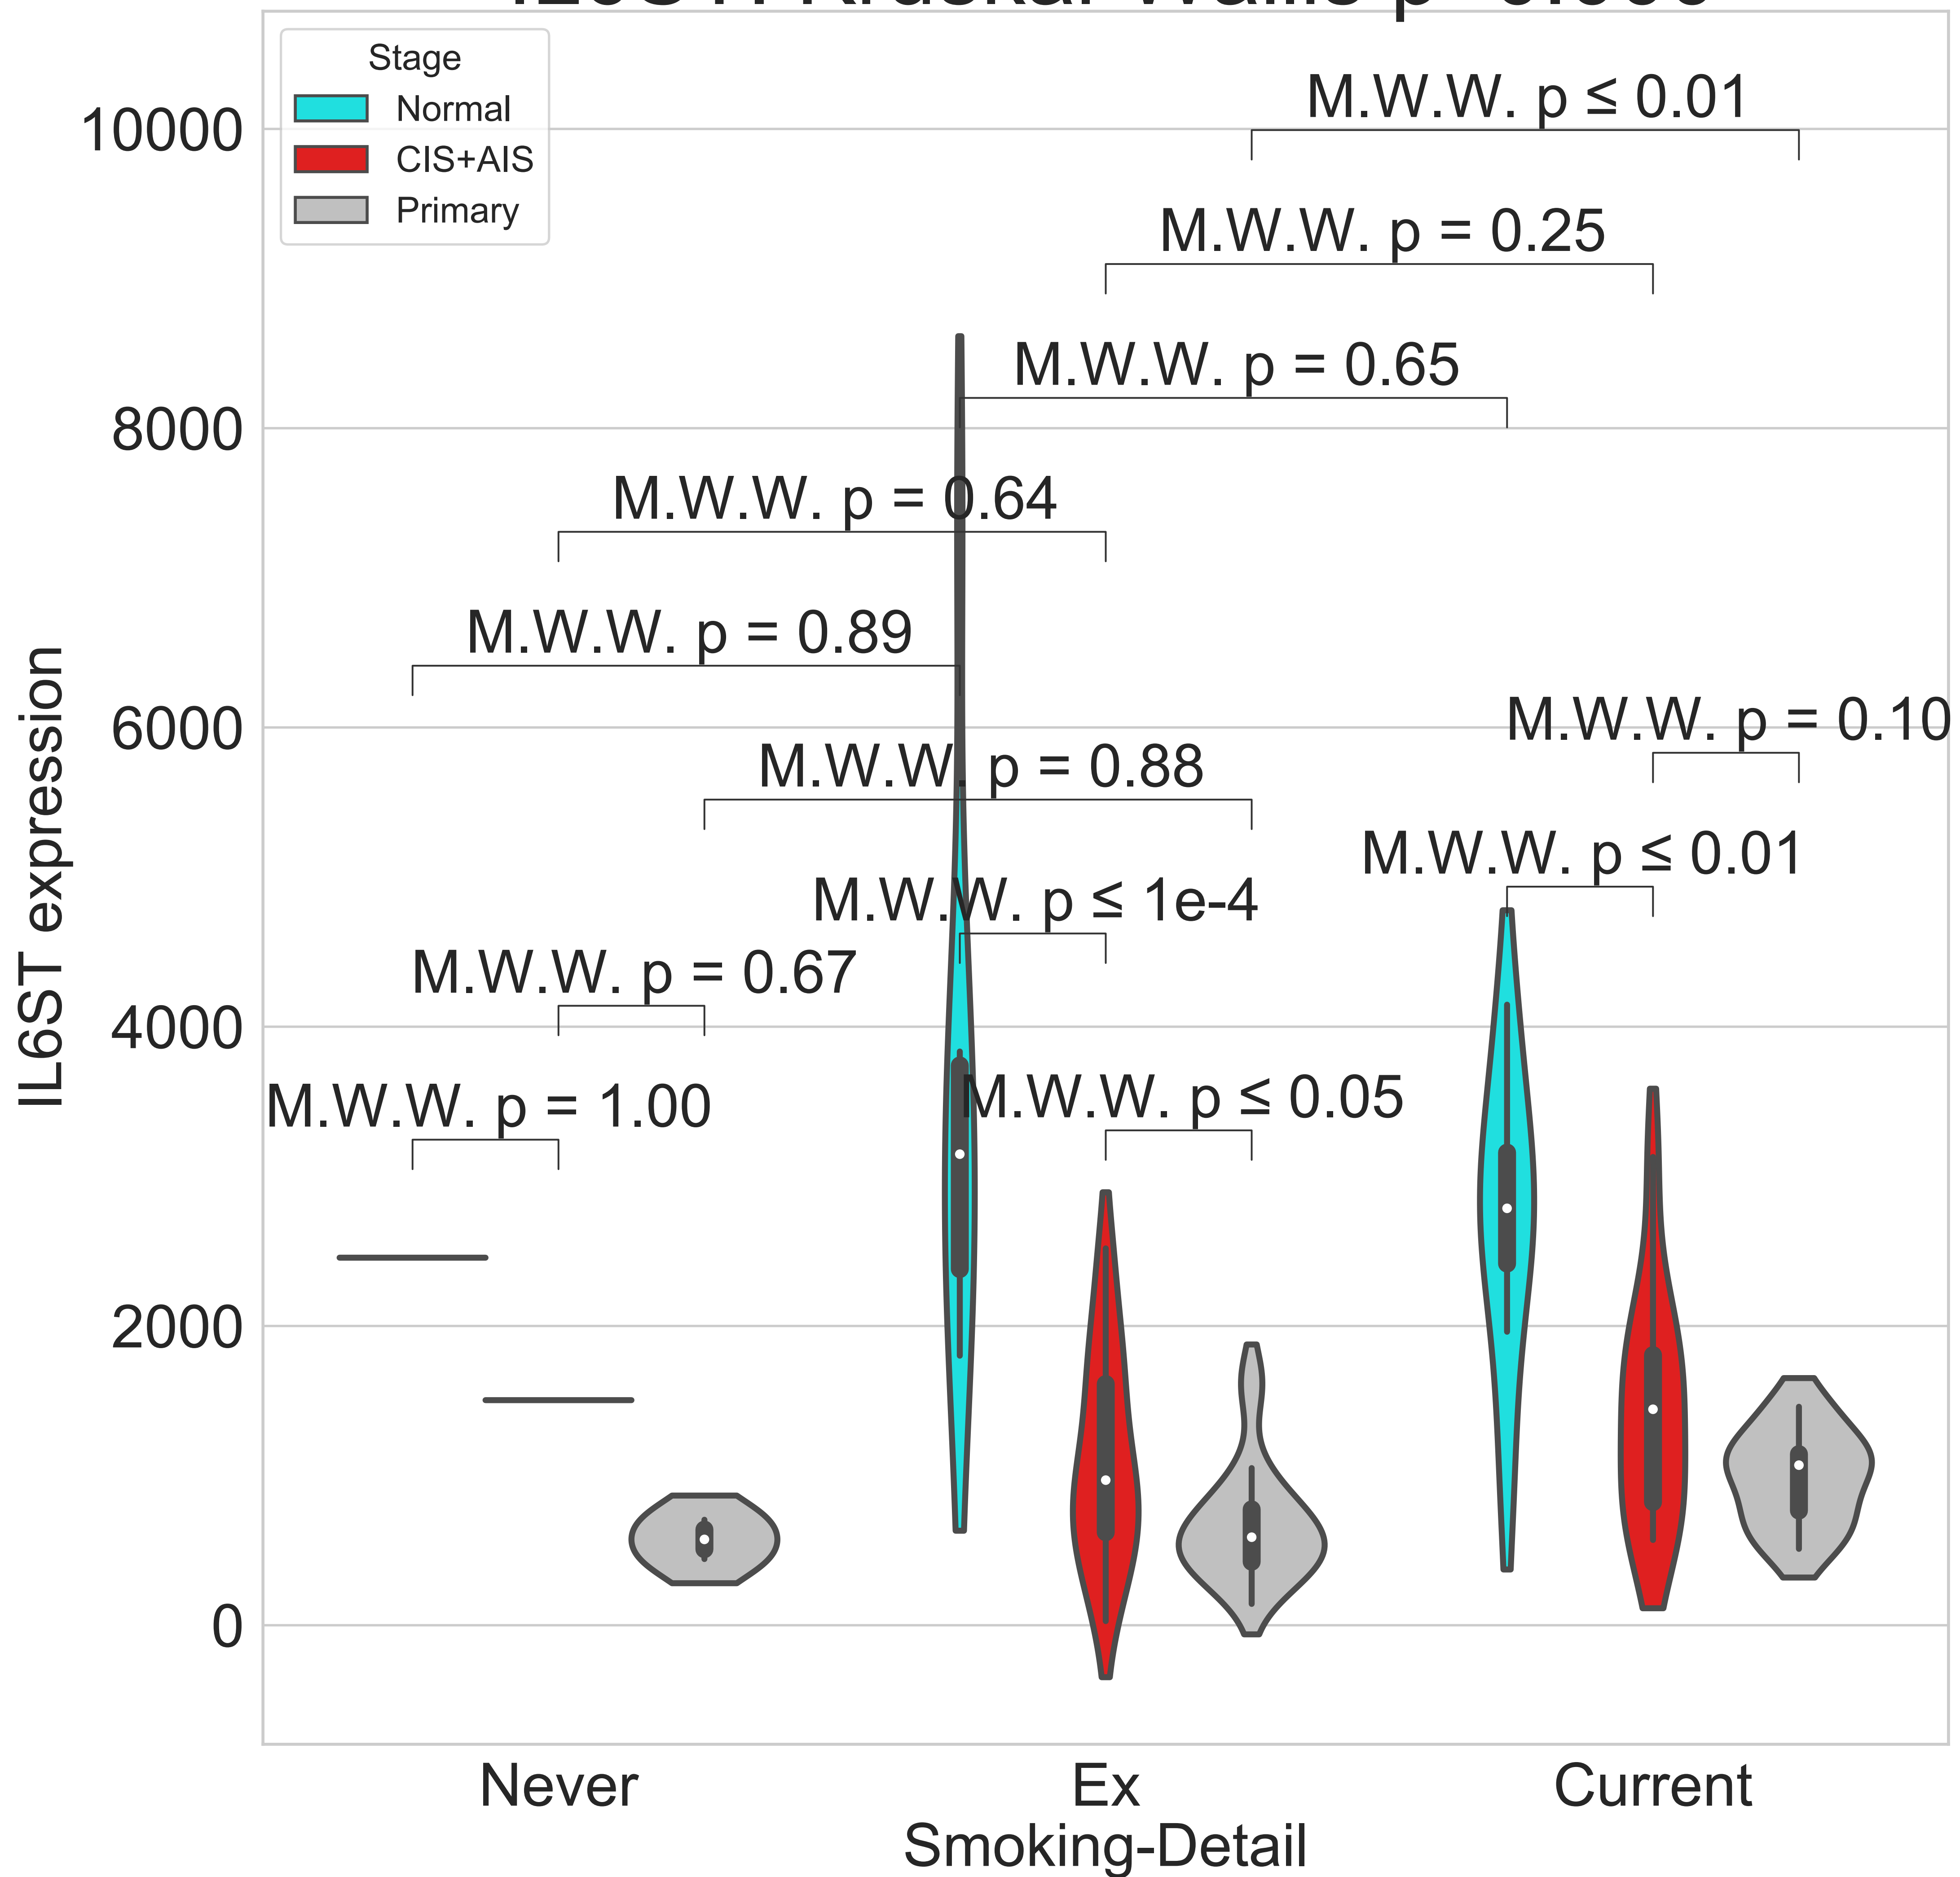 Stage
Normal
CIS+AIS
Primary
10000
8000
6000
4000
2000
0
IL6ST expression
M.W.W. p ≤ 0.01
M.W.W. p = 0.25
M.W.W. p = 0.65
M.W.W. p = 0.64
M.W.W. p = 0.89
M.W.W. p = 0.10
M.W.W. p = 0.88
M.W.W. p ≤ 0.01
M.W.W. p ≤ 1e-4
M.W.W. p = 0.67
M.W.W. p ≤ 0.05
M.W.W. p = 1.00
Never
Ex
Current
Smoking-Detail